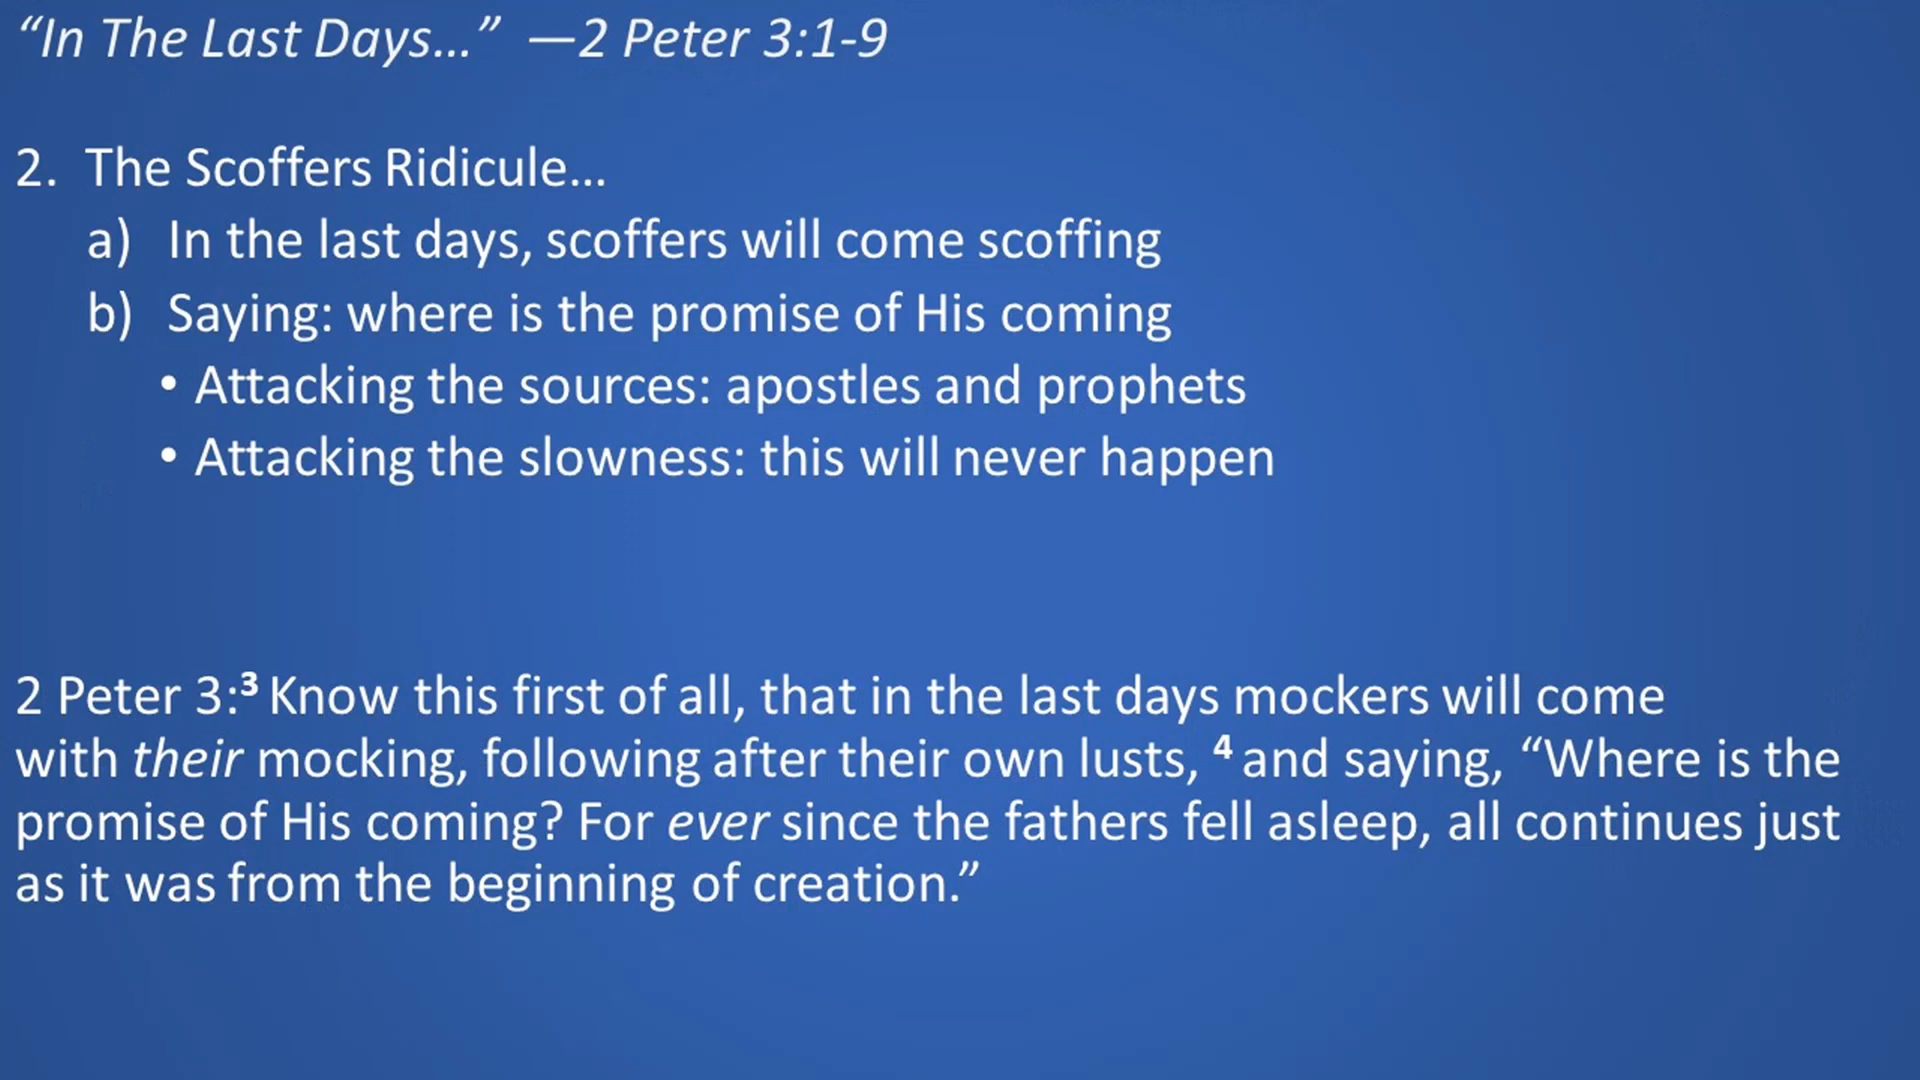 “In The Last Days...” —2 Peter 3:1-9
2. The Scoffers Ridicule...
a) In the last days, scoffers will come scoffing
b) Saying: where is the promise of His coming
• Attacking the sources: apostles and prophets
• Attacking the slowness: this will never happen
2 Peter 3:³ Know this first of all, that in the last days mockers will come
with their mocking, following after their own lusts, ⁴ and saying, “Where is the
promise of His coming? For ever since the fathers fell asleep, all continues just
as it was from the beginning of creation.”